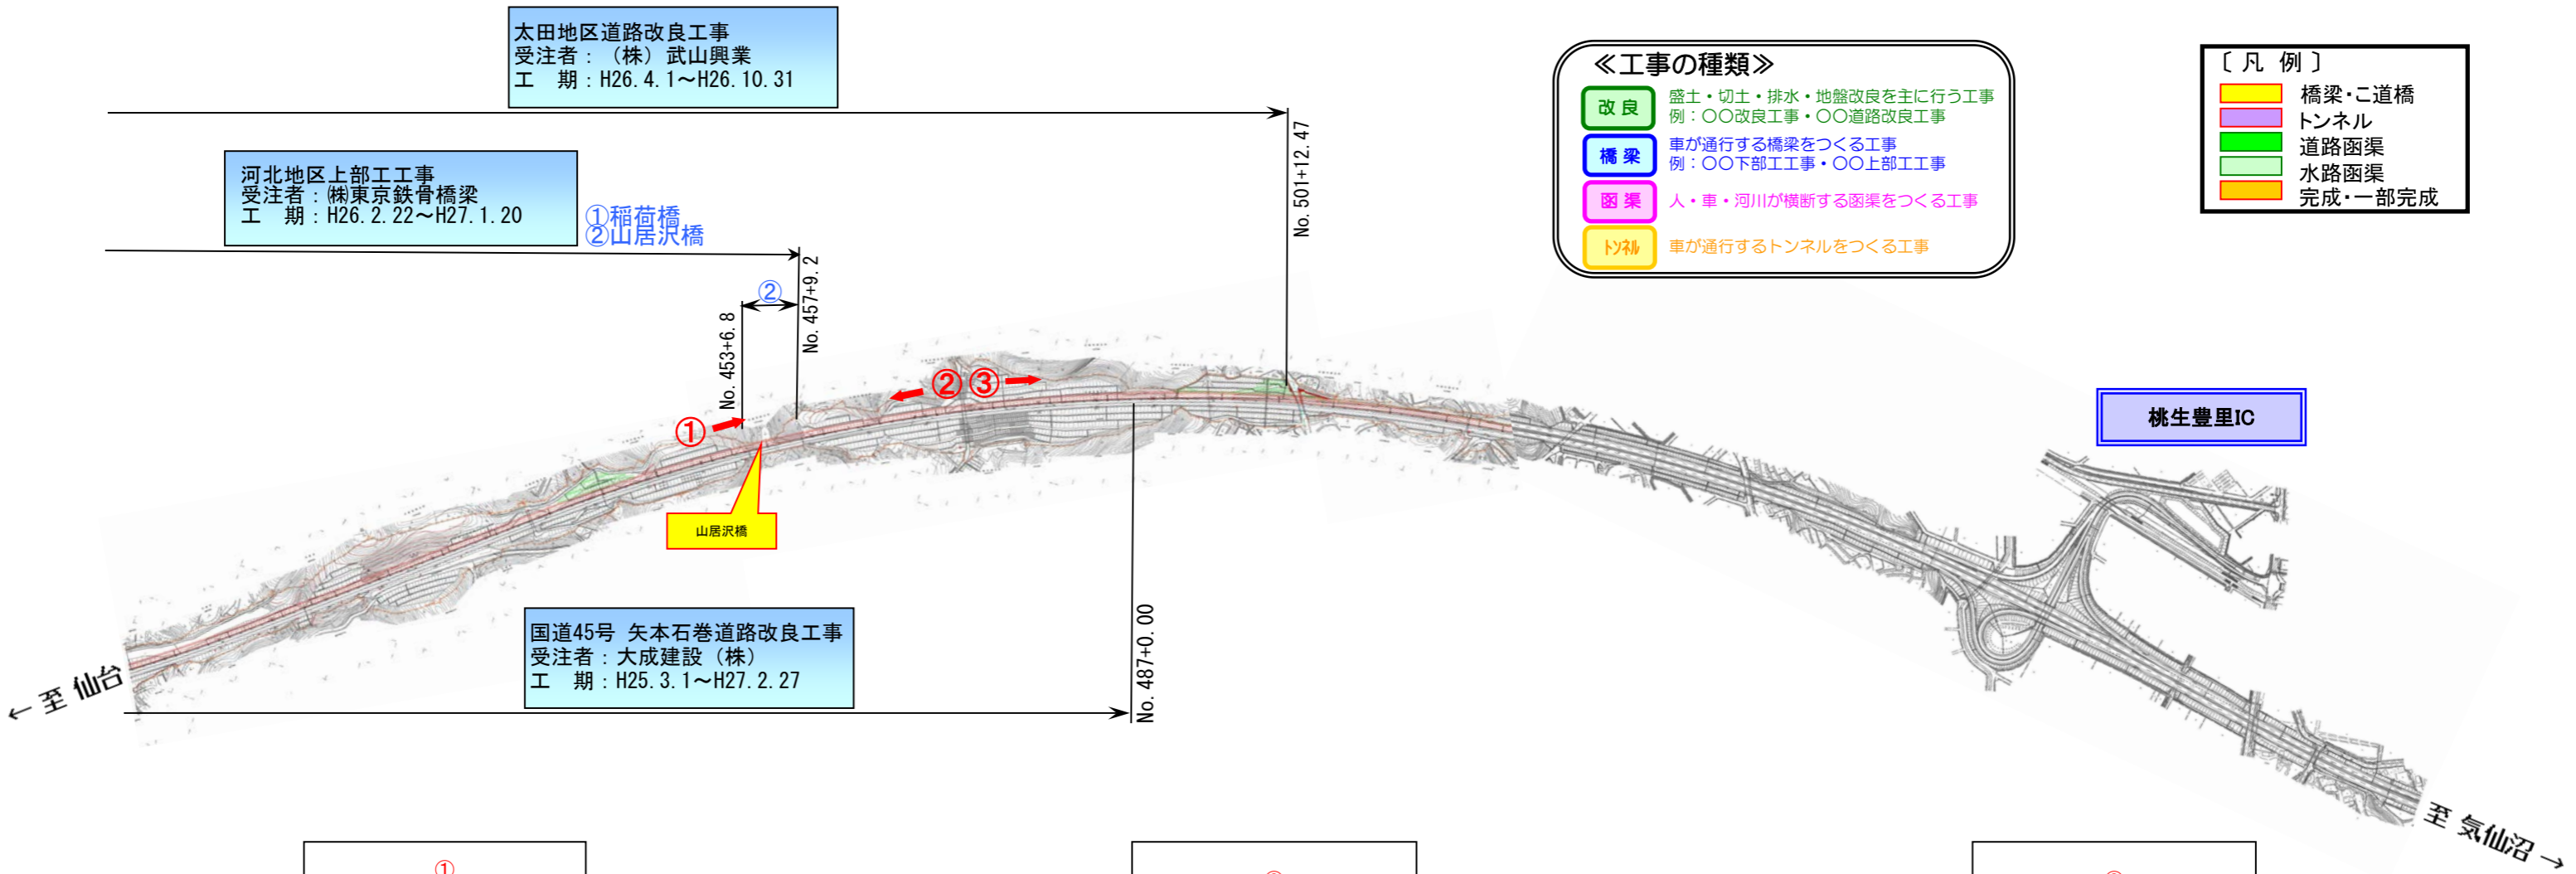 太田地区道路改良工事
受注者：（株）武山興業
工　期：H26.4.1～H26.10.31
河北地区上部工工事
受注者：㈱東京鉄骨橋梁
工　期：H26.2.22～H27.1.20
①稲荷橋
②山居沢橋
≪工事の種類≫
改良
盛土・切土・排水・地盤改良を主に行う工事
例：〇〇改良工事・〇〇道路改良工事
橋梁
車が通行する橋梁をつくる工事
例：〇〇下部工工事・〇〇上部工工事
函渠
人・車・河川が横断する函渠をつくる工事
トンネル
車が通行するトンネルをつくる工事
〔凡 例〕
橋梁・こ道橋
トンネル
道路函渠
水路函渠
完成・一部完成
No.501+12.47
No.457+9.2
②
No.453+6.8
①
②③
山居沢橋
桃生豊里IC
国道45号 矢本石巻道路改良工事
受注者：大成建設（株）
工　期：H25.3.1～H27.2.27
No.487+0.00
←至 仙台
至 気仙沼→
①